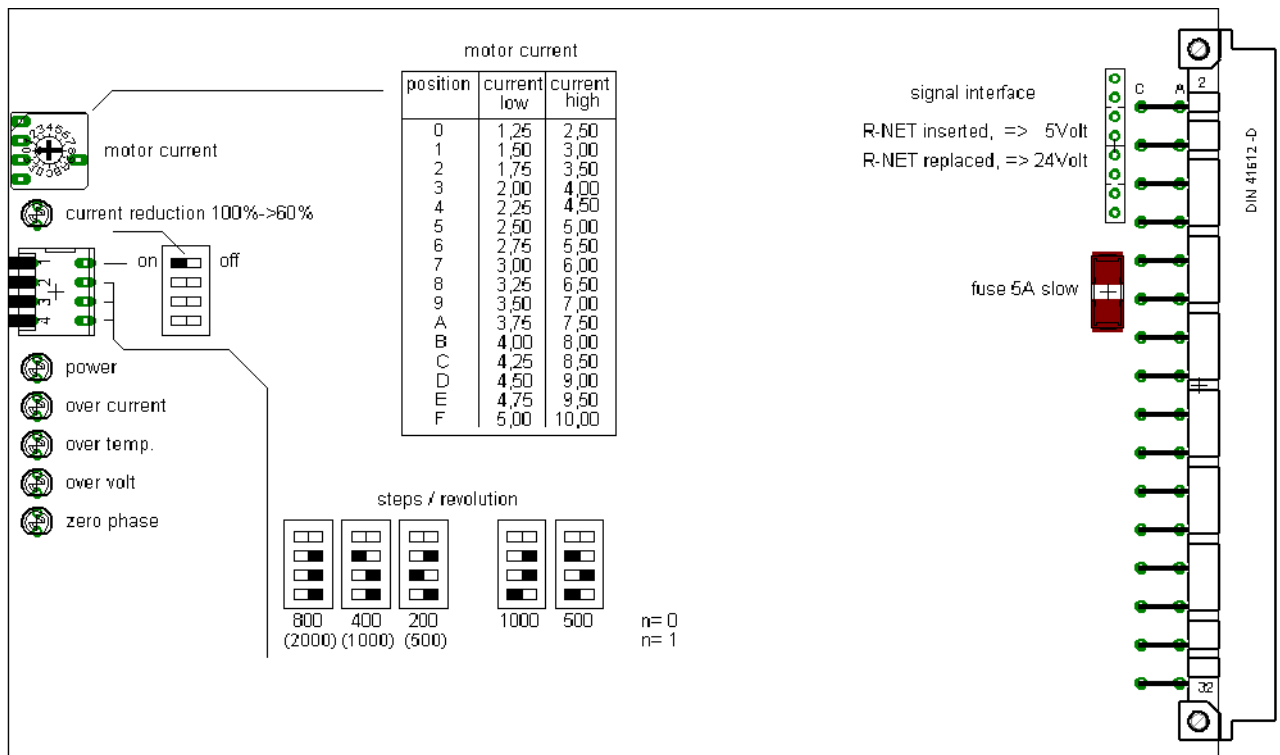 motor current
position current low current high
0 1,25 2,50
1 1,50 3,00
2 1,75 3,50
3 2,00 4,00
4 2,25 4,50
5 2,50 5,00
6 2,75 5,50
7 3,00 6,00
8 3,25 6,50
9 3,50 7,00
A 3,75 7,50
B 4,00 8,00
C 4,25 8,50
D 4,50 9,00
E 4,75 9,50
F 5,00 10,00
motor current
current reduction 100%->60%
on off
1
2
3
4
power
over current
over temp.
over volt
zero phase
steps / revolution
800 400 200 1000 500 n= 0
(2000) (1000) (500) n= 1
signal interface
R-NET inserted, => 5Volt
R-NET replaced, => 24Volt
fuse 5A slow
C A 2
32
DIN 41612 -D